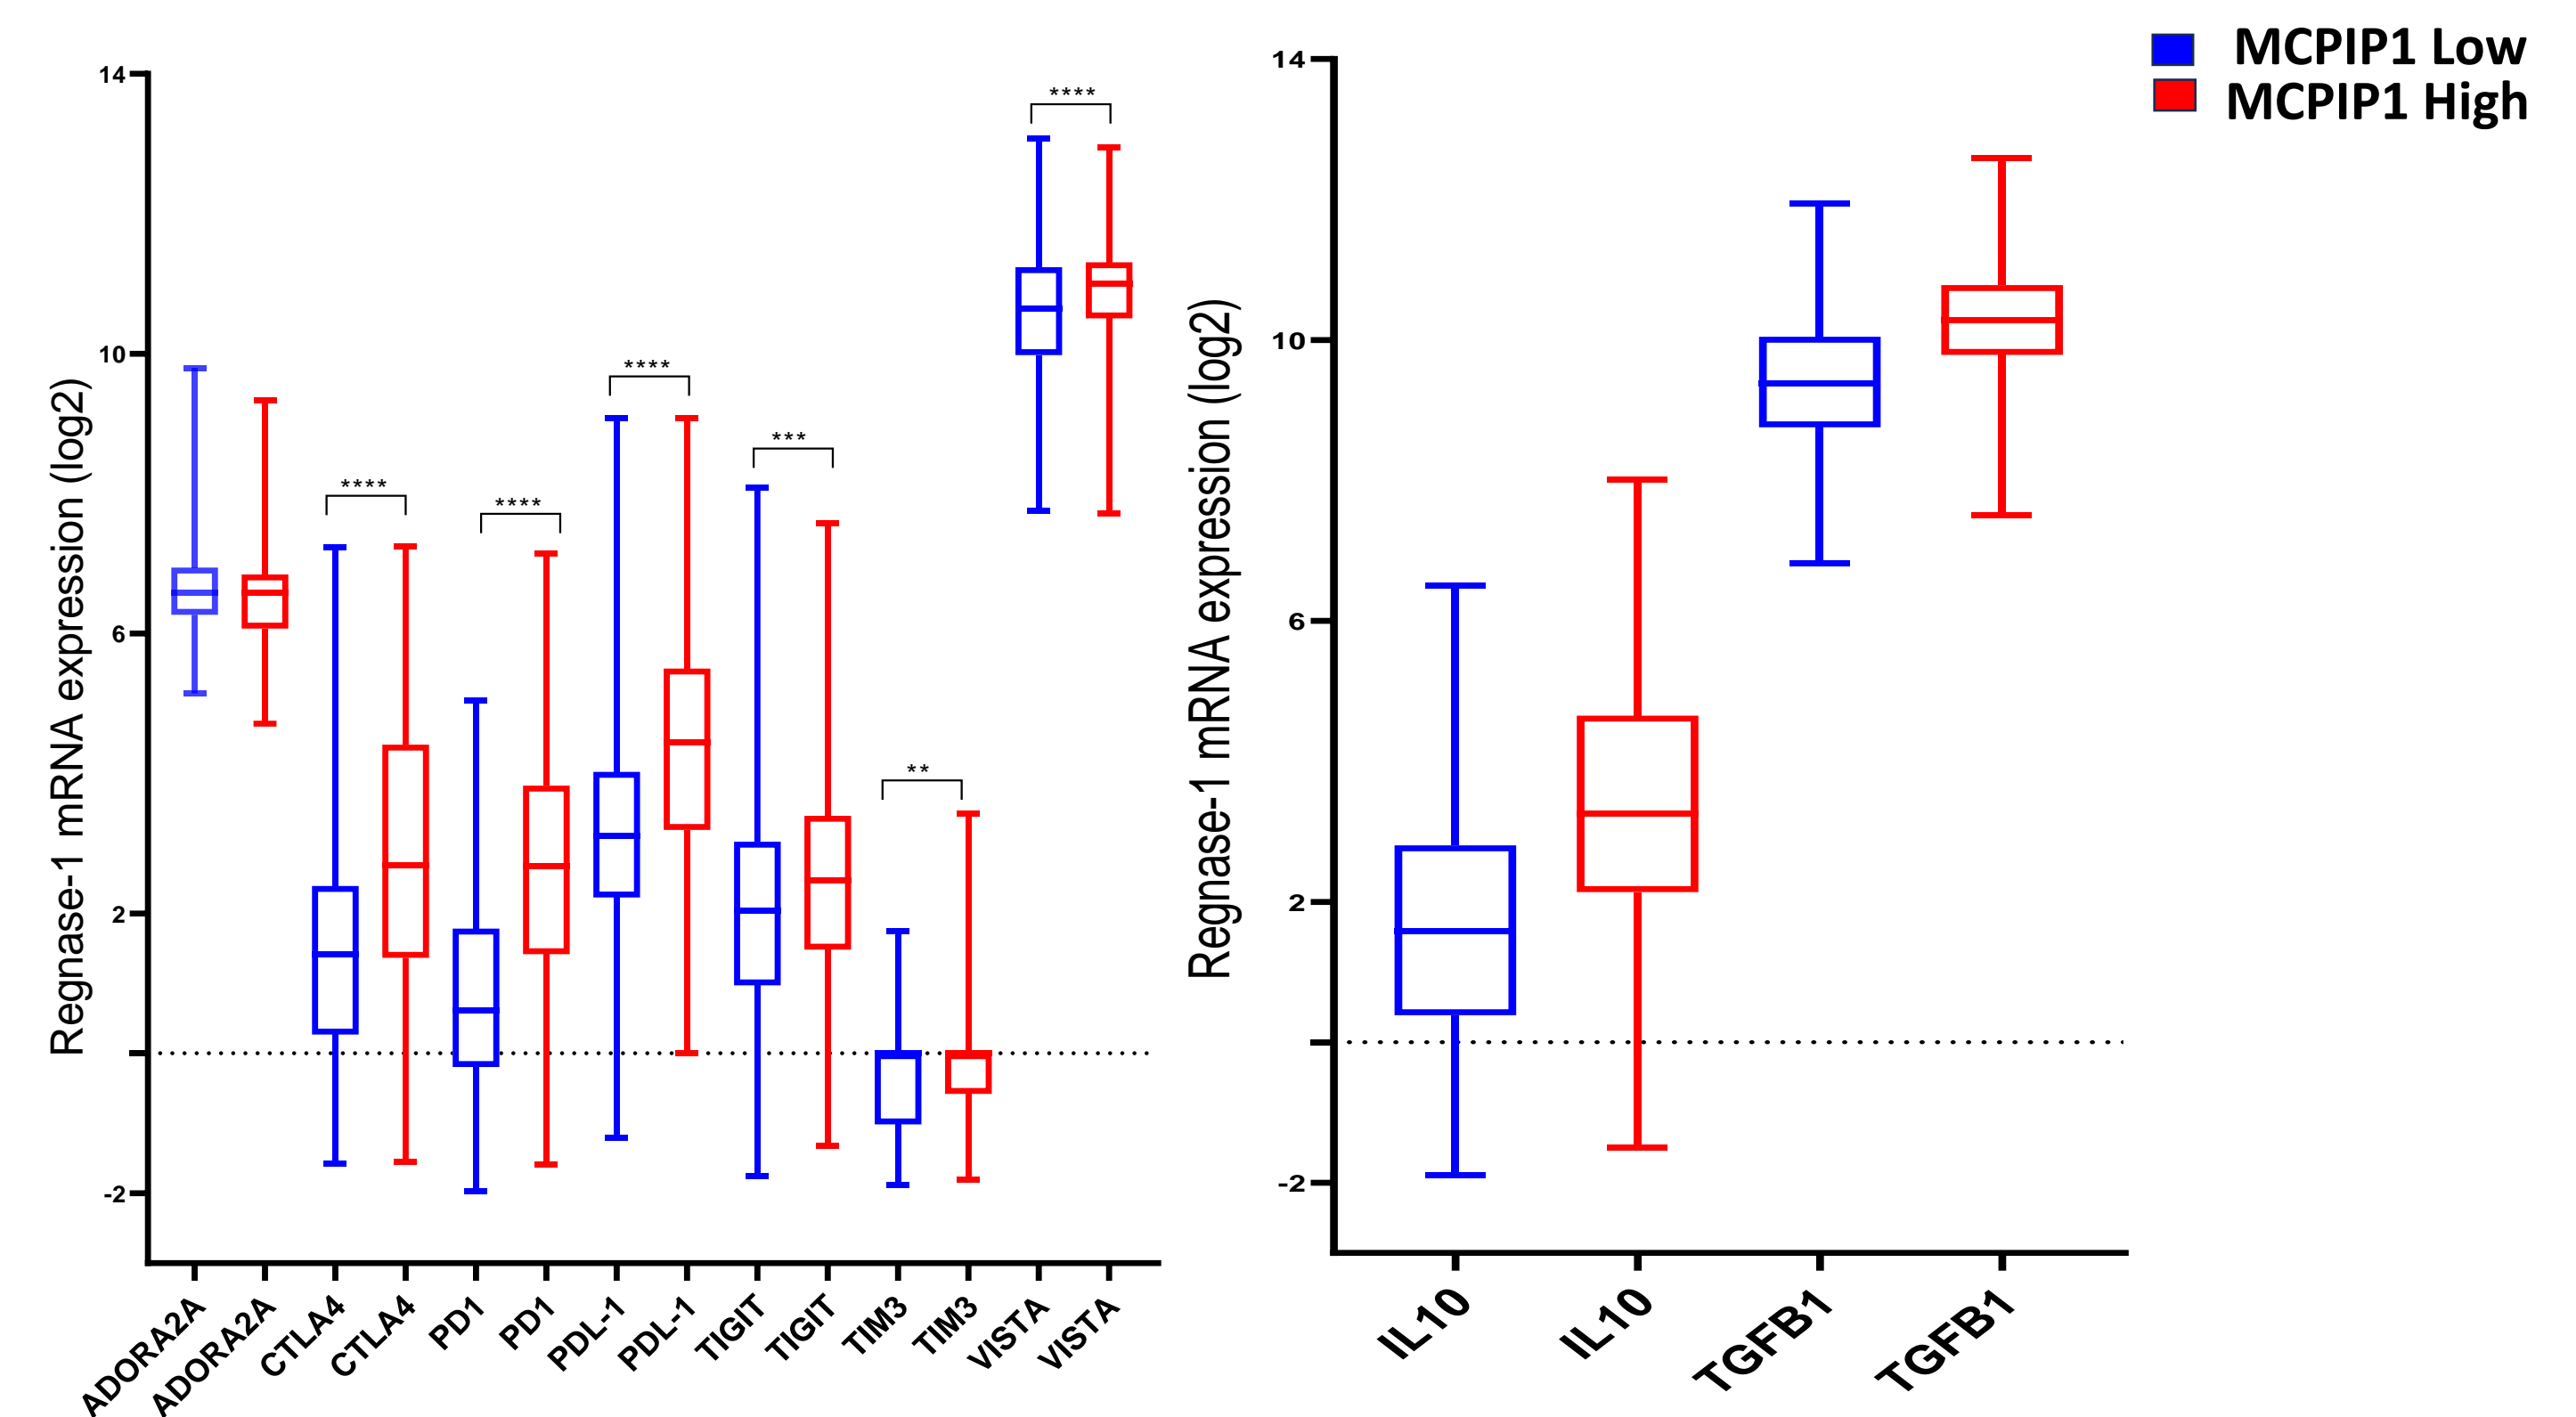 MCPIP1 Low
MCPIP1 High
Regnase-1 mRNA expression (log2)
14
10
6
2
-2
****
****
****
***
**
****
ADORA2A
ADORA2A
CTLA4
CTLA4
PD1
PD1
PDL-1
PDL-1
TIGIT
TIGIT
TIM3
TIM3
VISTA
VISTA
Regnase-1 mRNA expression (log2)
14
10
6
2
-2
IL10
IL10
TGFB1
TGFB1